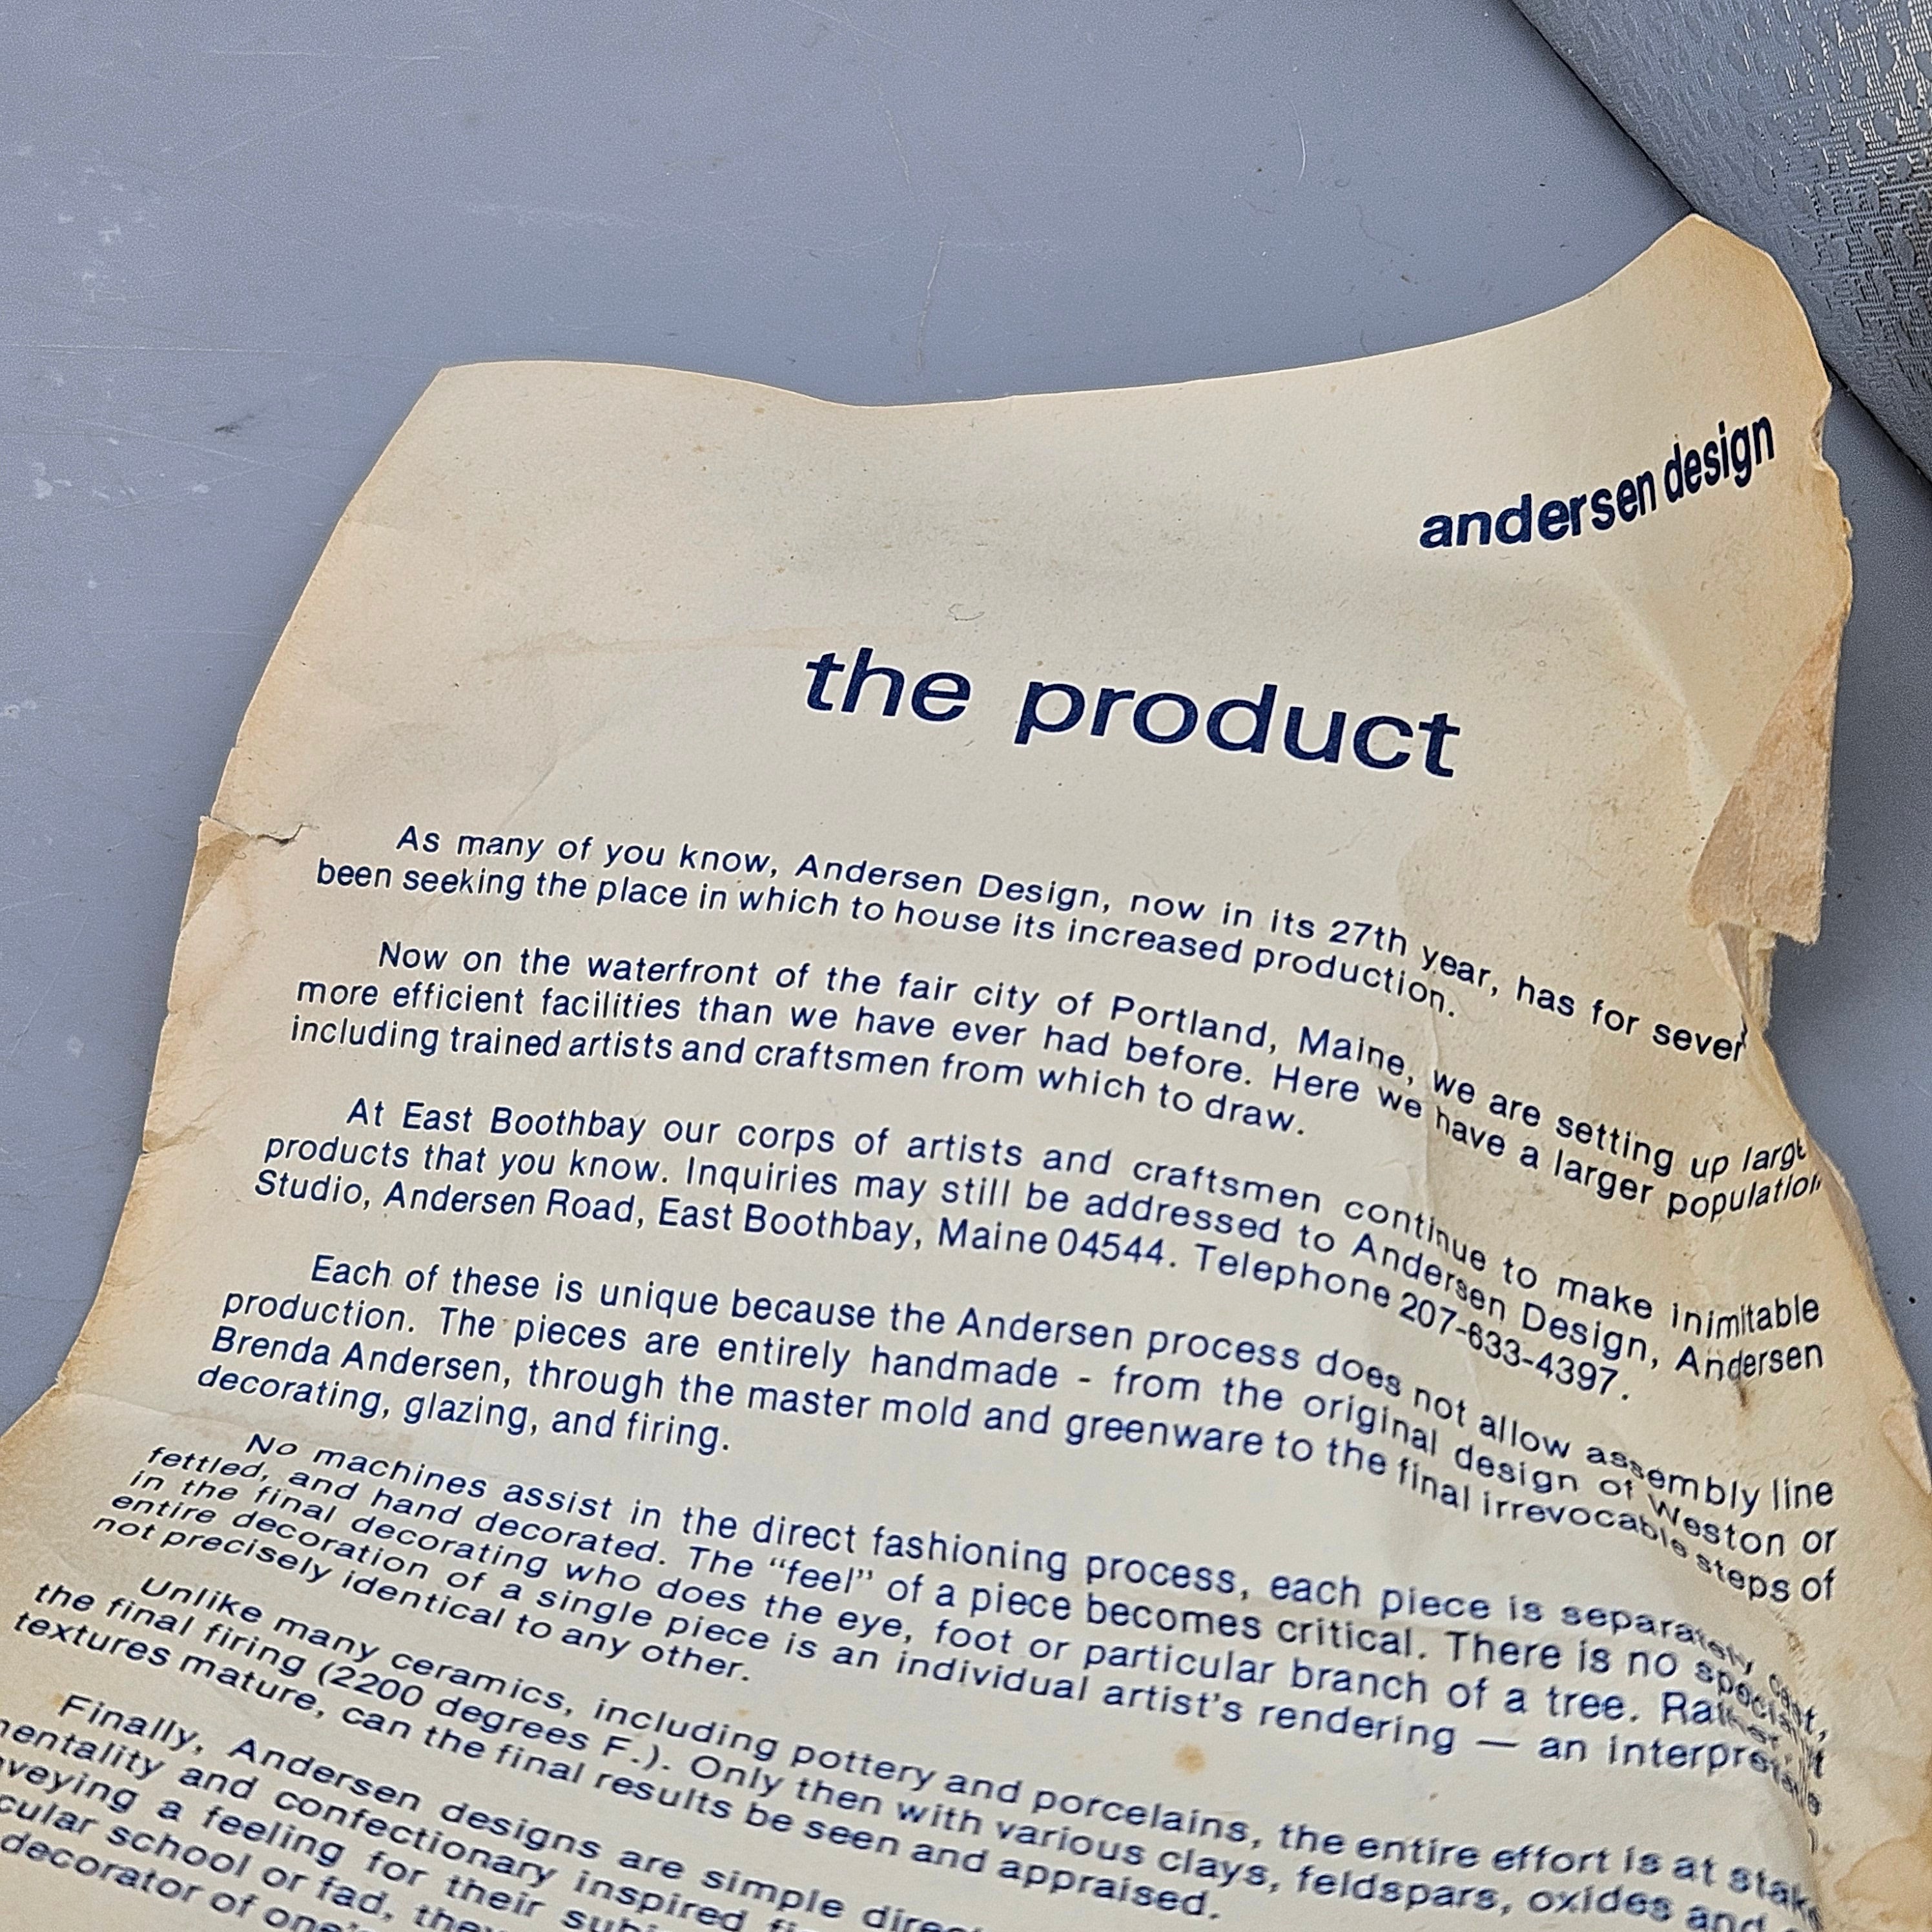 andersen design
the product
As many of you know, Andersen Design, now in its 27th year, has for
been seeking the place in which to house its increased production.
Now on the waterfront of the fair city of Portland, Maine, we are setting up
more efficient facilities than we have ever had before. Here we have a larger population
including trained artists and craftsmen from which to draw.
At East Boothbay our corps of artists and craftsmen continue to make inimitable
products that you know. Inquiries may still be addressed to Andersen Design, Andersen
Studio, Andersen Road, East Boothbay, Maine 04544. Telephone 207-633-4397.
Each of these is unique because the Andersen process does not allow assembly line
production. The pieces are entirely handmade - from the original design of Weston or
Brenda Andersen, through the master mold and greenware to the final irrevocable steps of
decorating, glazing, and firing.
No machines assist in the direct fashioning process, each piece is separately cast,
fettled, and hand decorated. The “feel” of a piece becomes critical. There is no specialist,
in the final decorating who does the eye, foot or particular branch of a tree. Rather
entire decoration of a single piece is an individual artist's rendering — an
not precisely identical to any other.
Unlike many ceramics, including pottery and porcelains, the entire effort is at
the final firing (2200 degrees F.). Only then with various clays, feldspars, oxides and
textures mature, can the final results be seen and appraised.
Finally, Andersen designs are simple
and confectionary inspired
a feeling for their
school or fad,
decorator of